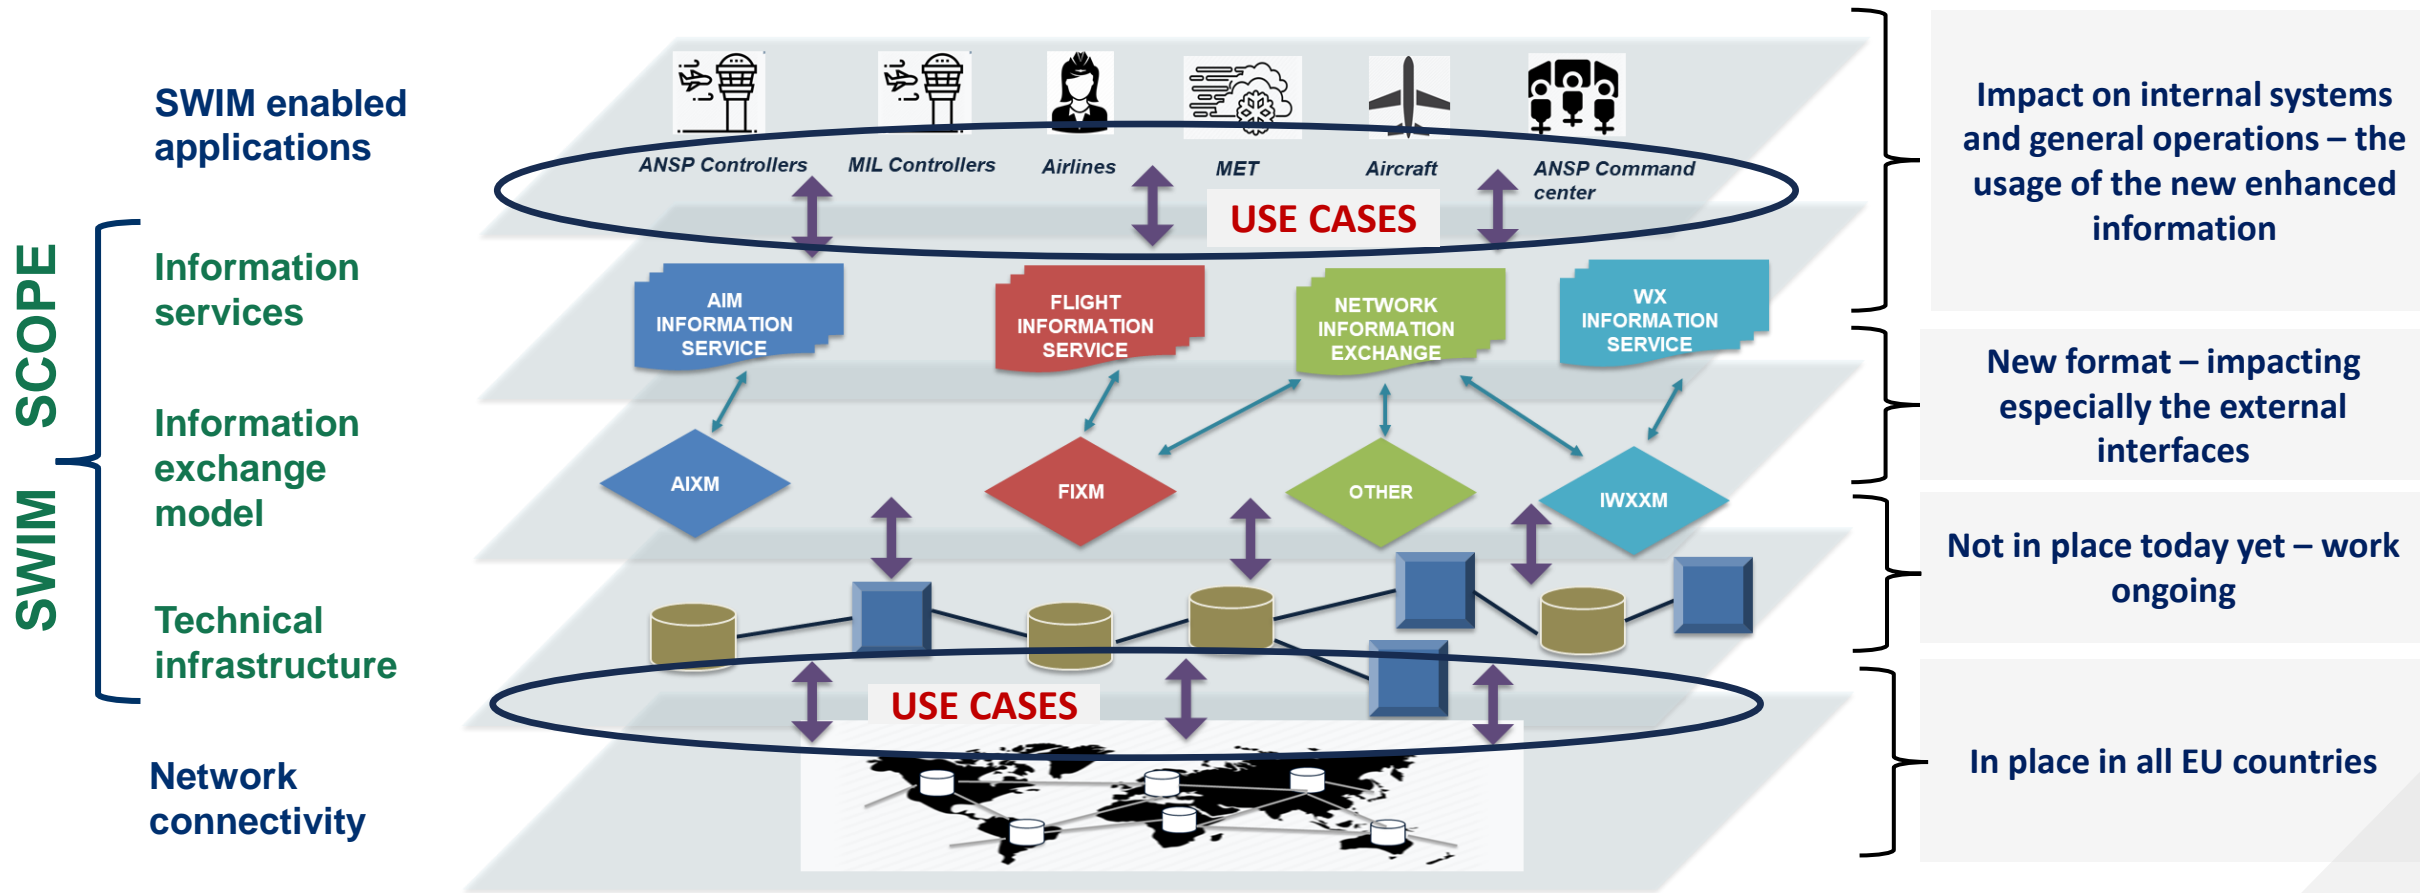 SWIM enabled
applications
Information
services
Information
exchange
model
Technical
infrastructure
Network
connectivity
SWIM SCOPE
ANSP Controllers
MIL Controllers
Airlines
MET
Aircraft
ANSP Command
center
USE CASES
AIM
INFORMATION
SERVICE
FLIGHT
INFORMATION
SERVICE
NETWORK
INFORMATION
EXCHANGE
WX
INFORMATION
SERVICE
AIXM
FIXM
OTHER
IWXXM
USE CASES
Impact on internal systems
and general operations – the
usage of the new enhanced
information
New format – impacting
especially the external
interfaces
Not in place today yet – work
ongoing
In place in all EU countries